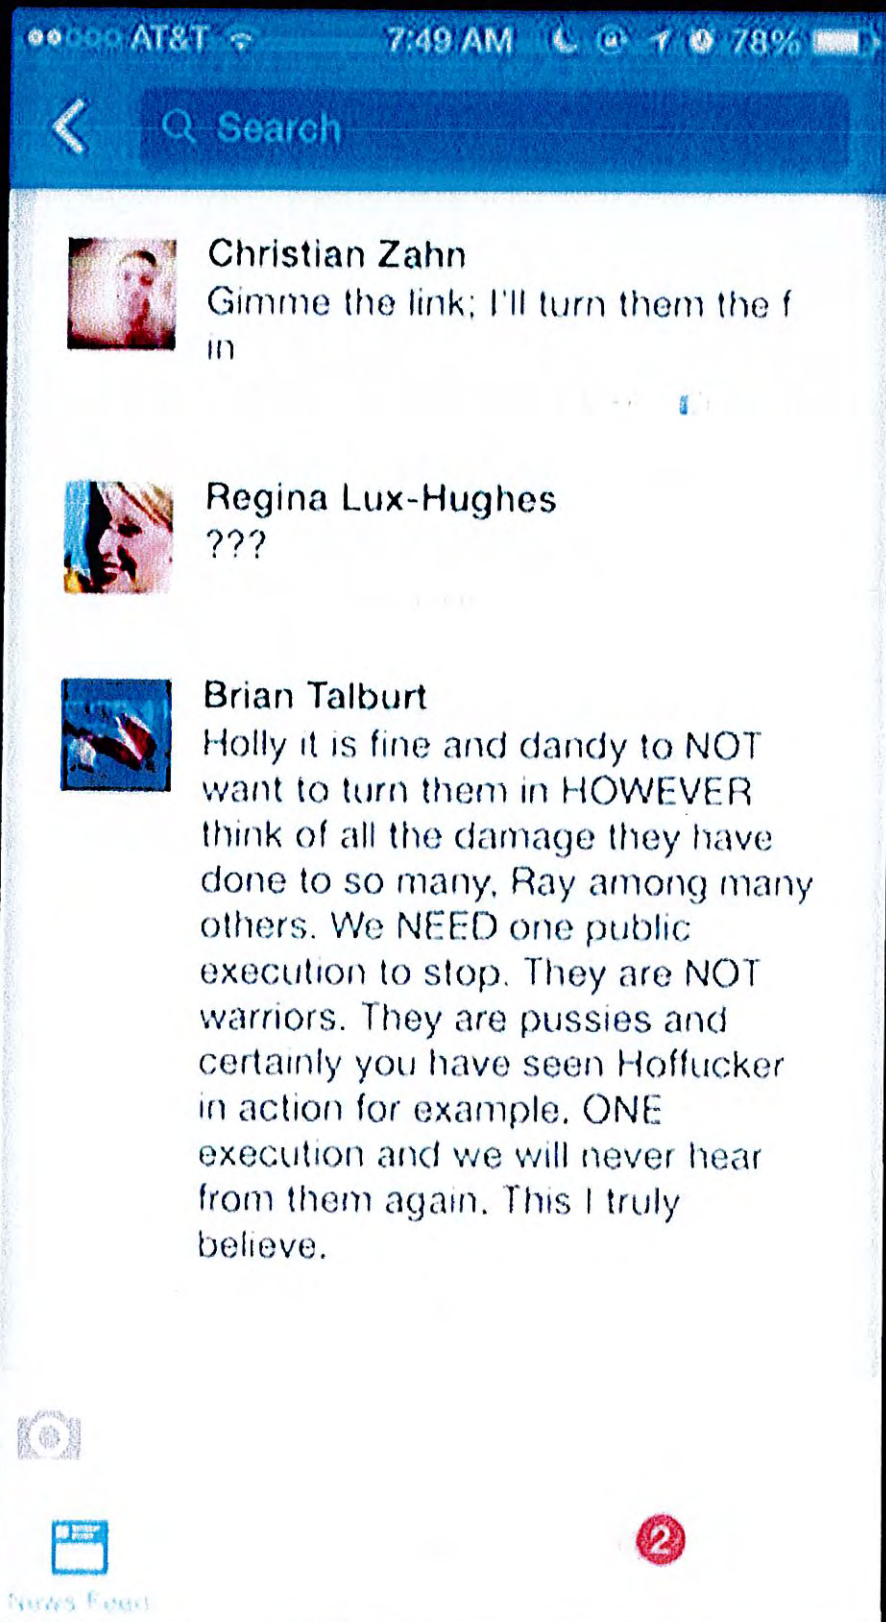 AT&T 7:49 AM 78%
Search
Christian Zahn
Gimme the link; I'll turn them the f
in
Regina Lux-Hughes
???
Brian Talburt
Holly it is fine and dandy to NOT
want to turn them in HOWEVER
think of all the damage they have
done to so many, Ray among many
others. We NEED one public
execution to stop. They are NOT
warriors. They are pussies and
certainly you have seen Hoffucker
in action for example. ONE
execution and we will never hear
from them again. This I truly
believe.
2
News Feed